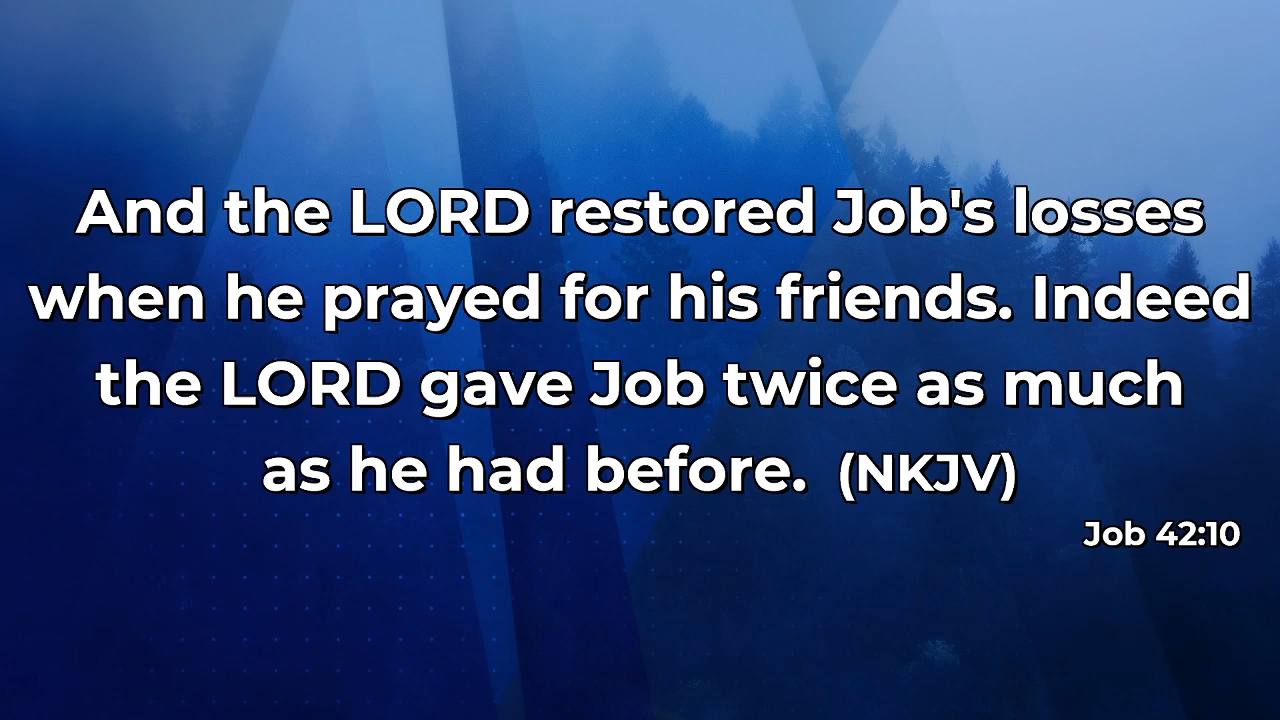 And the LORD restored Job's losses
when he prayed for his friends. Indeed
the LORD gave Job twice as much
as he had before. (NKJV)
Job 42:10